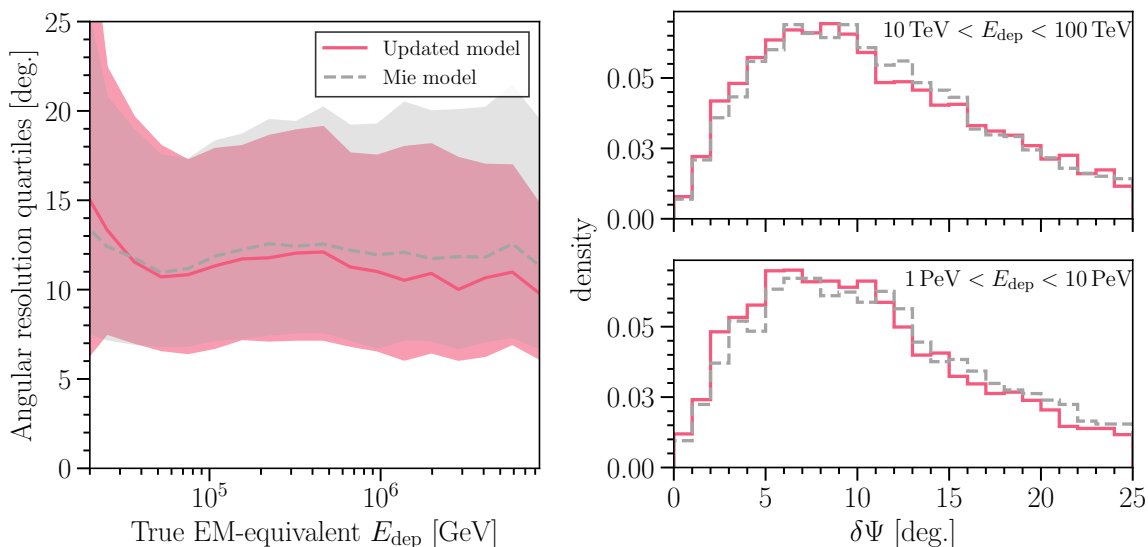 Angular resolution quartiles [deg.]
25
20
15
10
5
0
Updated model
Mie model
10^5
10^6
True EM-equivalent E_dep [GeV]
density
10 TeV < E_dep < 100 TeV
0.05
0.03
0.00
1 PeV < E_dep < 10 PeV
0.05
0.03
0.00
0 5 10 15 20 25
δΨ [deg.]